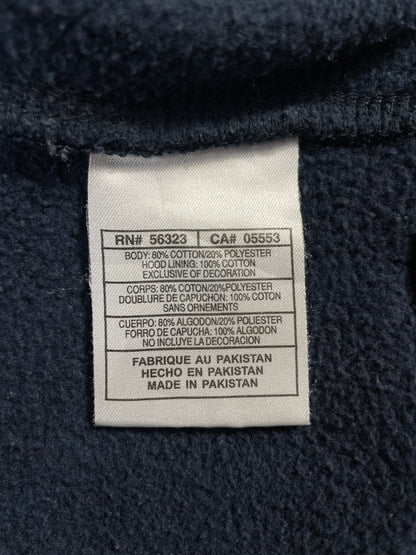 RN# 56323 CA# 05553
BODY: 80% COTTON/20% POLYESTER
HOOD LINING: 100% COTTON
EXCLUSIVE OF DECORATION
CORPS: 80% COTON/20%POLYESTER
DOUBLURE DE CAPUCHON: 100% COTON
SANS ORNEMENTS
CUERPO: 80% ALGODON/20% POLIESTER
FORRO DE CAPUCHA: 100% ALGODON
NO INCLUYE LA DECORACION
FABRIQUE AU PAKISTAN
HECHO EN PAKISTAN
MADE IN PAKISTAN